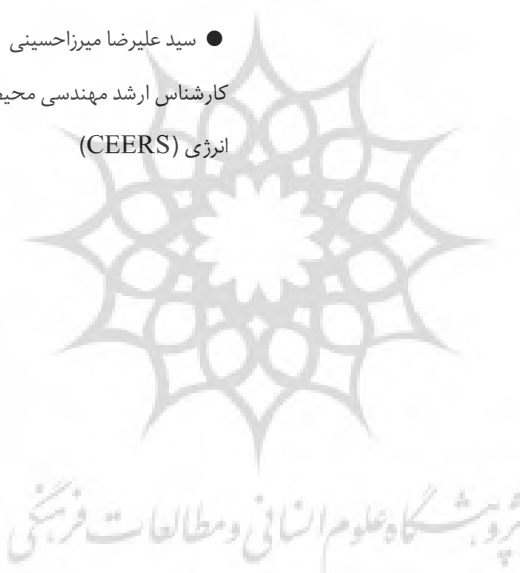 ● سید علیرضا میرزاحسینی
کارشناس ارشد مهندسی محیط
انرژی (CEERS)
پژوهشگاه علوم انسانی و مطالعات فرهنگی